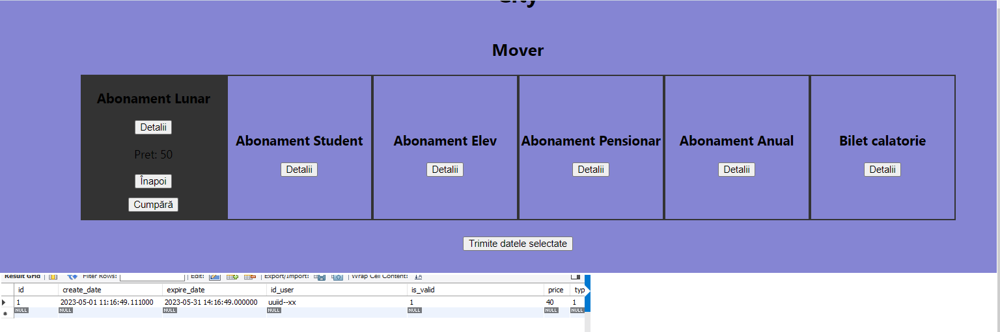 City
Mover
Abonament Lunar
Detalii
Pret: 50
Înapoi
Cumpără
Abonament Student
Detalii
Abonament Elev
Detalii
Abonament Pensionar
Detalii
Abonament Anual
Detalii
Bilet calatorie
Detalii
Trimite datele selectate
Result Grid Filter Rows: Edit: Export/Import: Wrap Cell Content:
id create_date expire_date id_user is_valid price typ
1 2023-05-01 11:16:49.111000 2023-05-31 14:16:49.000000 uuiid--xx 1 40 1
NULL NULL NULL NULL NULL NULL NULL